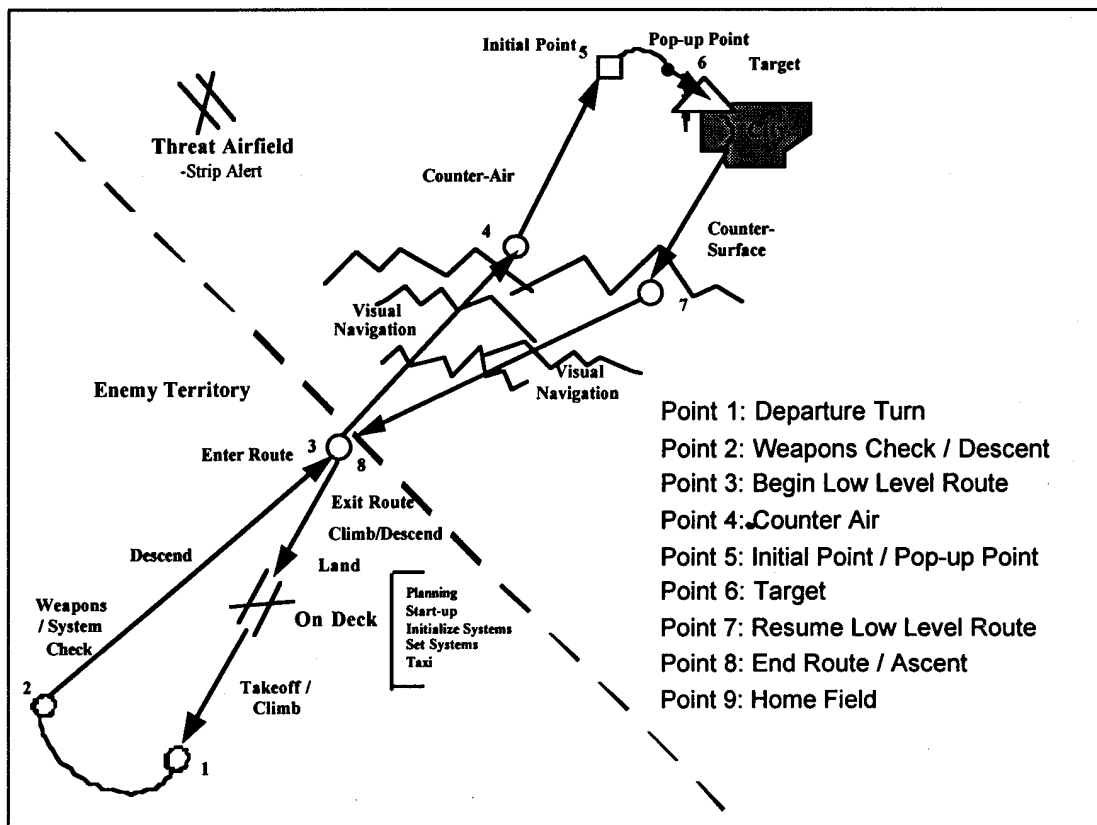 Initial Point
5
Pop-up Point
6
Target
City
Threat Airfield
-Strip Alert
Counter-Air
4
Counter-
Surface
7
Visual
Navigation
Visual
Navigation
Enemy Territory
3
Enter Route
8
Exit Route
Climb/Descend
Descend
Land
On Deck
Planning
Start-up
Initialize Systems
Set Systems
Taxi
Weapons
/ System
Check
2
Takeoff /
Climb
1
Point 1: Departure Turn
Point 2: Weapons Check / Descent
Point 3: Begin Low Level Route
Point 4: Counter Air
Point 5: Initial Point / Pop-up Point
Point 6: Target
Point 7: Resume Low Level Route
Point 8: End Route / Ascent
Point 9: Home Field